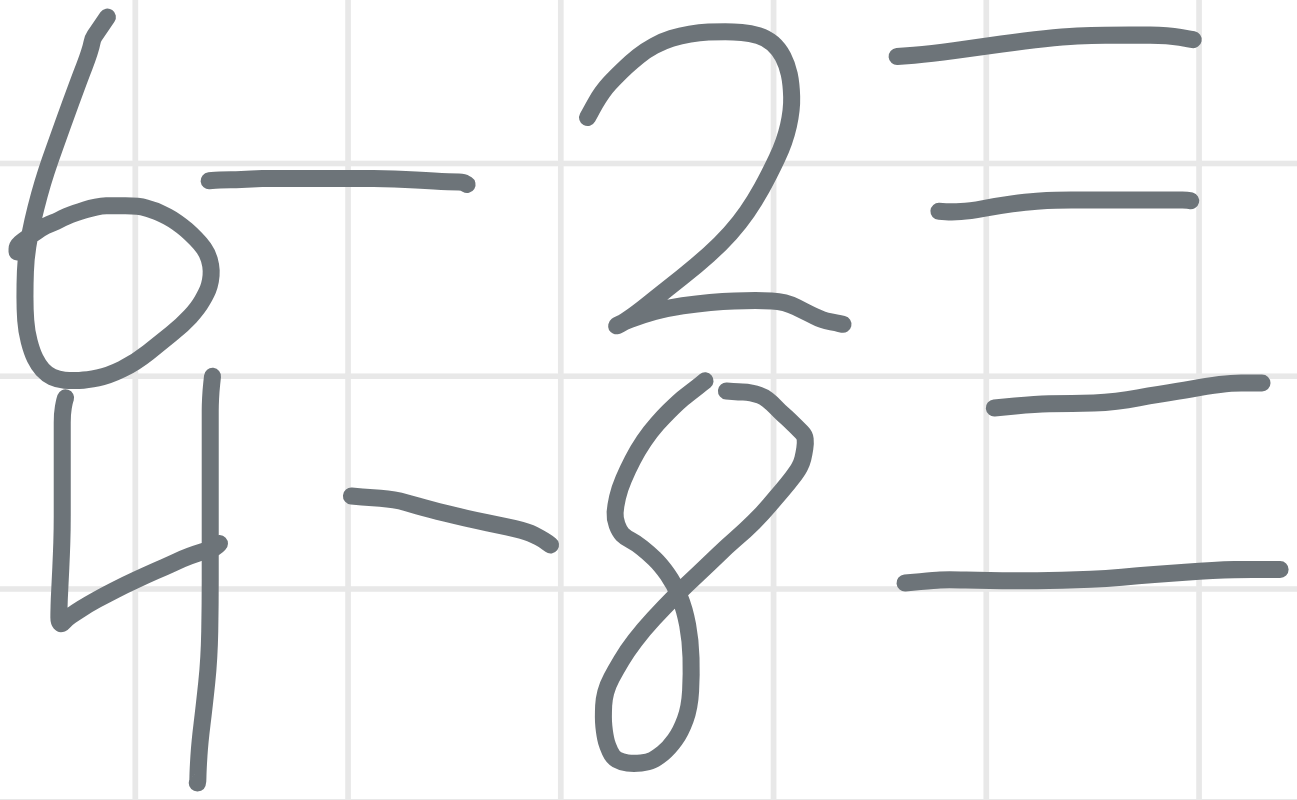 6 - 2 =
4 - 8 =